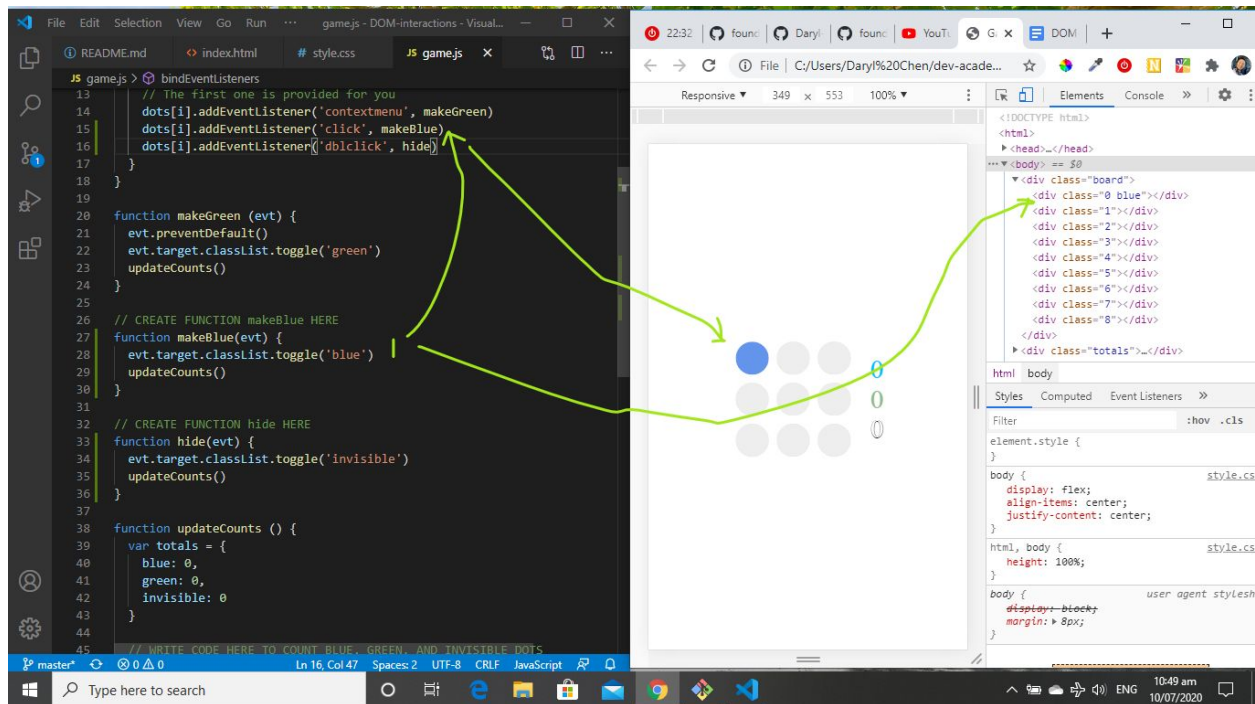 File Edit Selection View Go Run ··· game.js - DOM-interactions - Visual...
README.md index.html # style.css JS game.js
JS game.js > bindEventListeners
13 // The first one is provided for you
14 dots[i].addEventListener('contextmenu', makeGreen)
15 dots[i].addEventListener('click', makeBlue)
16 dots[i].addEventListener('dblclick', hide)
17 }
18 }
19
20 function makeGreen (evt) {
21 evt.preventDefault()
22 evt.target.classList.toggle('green')
23 updateCounts()
24 }
25
26 // CREATE FUNCTION makeBlue HERE
27 function makeBlue(evt) {
28 evt.target.classList.toggle('blue')
29 updateCounts()
30 }
31
32 // CREATE FUNCTION hide HERE
33 function hide(evt) {
34 evt.target.classList.toggle('invisible')
35 updateCounts()
36 }
37
38 function updateCounts () {
39 var totals = {
40 blue: 0,
41 green: 0,
42 invisible: 0
43 }
44
45 // WRITE CODE HERE TO COUNT BLUE, GREEN, AND INVISIBLE DOTS
1
master* 0 0 Ln 16, Col 47 Spaces: 2 UTF-8 CRLF JavaScript
22:32 found Daryl found YouTu G DOM
File | C:/Users/Daryl%20Chen/dev-acade...
Responsive 349 x 553 100%
0
0
0
Elements Console »
<!DOCTYPE html>
<html>
<head>…</head>
<body> == $0
<div class="board">
<div class="0 blue"></div>
<div class="1"></div>
<div class="2"></div>
<div class="3"></div>
<div class="4"></div>
<div class="5"></div>
<div class="6"></div>
<div class="7"></div>
<div class="8"></div>
</div>
<div class="totals">…</div>
html body
Styles Computed Event Listeners »
Filter :hov .cls
element.style {
}
body { style.cs
display: flex;
align-items: center;
justify-content: center;
}
html, body { style.cs
height: 100%;
}
body { user agent stylesh
display: block;
margin: 8px;
}
Type here to search
ENG 10:49 am
10/07/2020